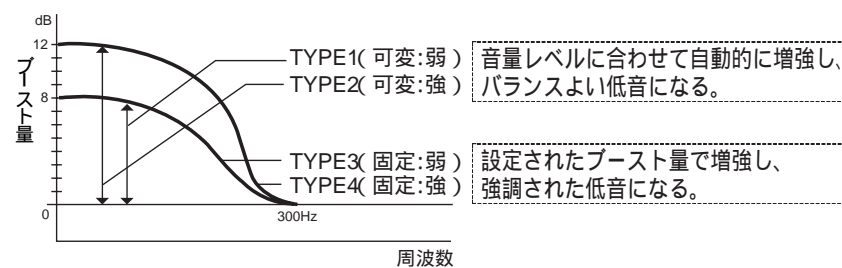 dB
12
8
0
ブースト量
300Hz
周波数
TYPE1( 可変:弱 )
TYPE2( 可変:強 )
音量レベルに合わせて自動的に増強し、
バランスよい低音になる。
TYPE3( 固定:弱 )
TYPE4( 固定:強 )
設定されたブースト量で増強し、
強調された低音になる。